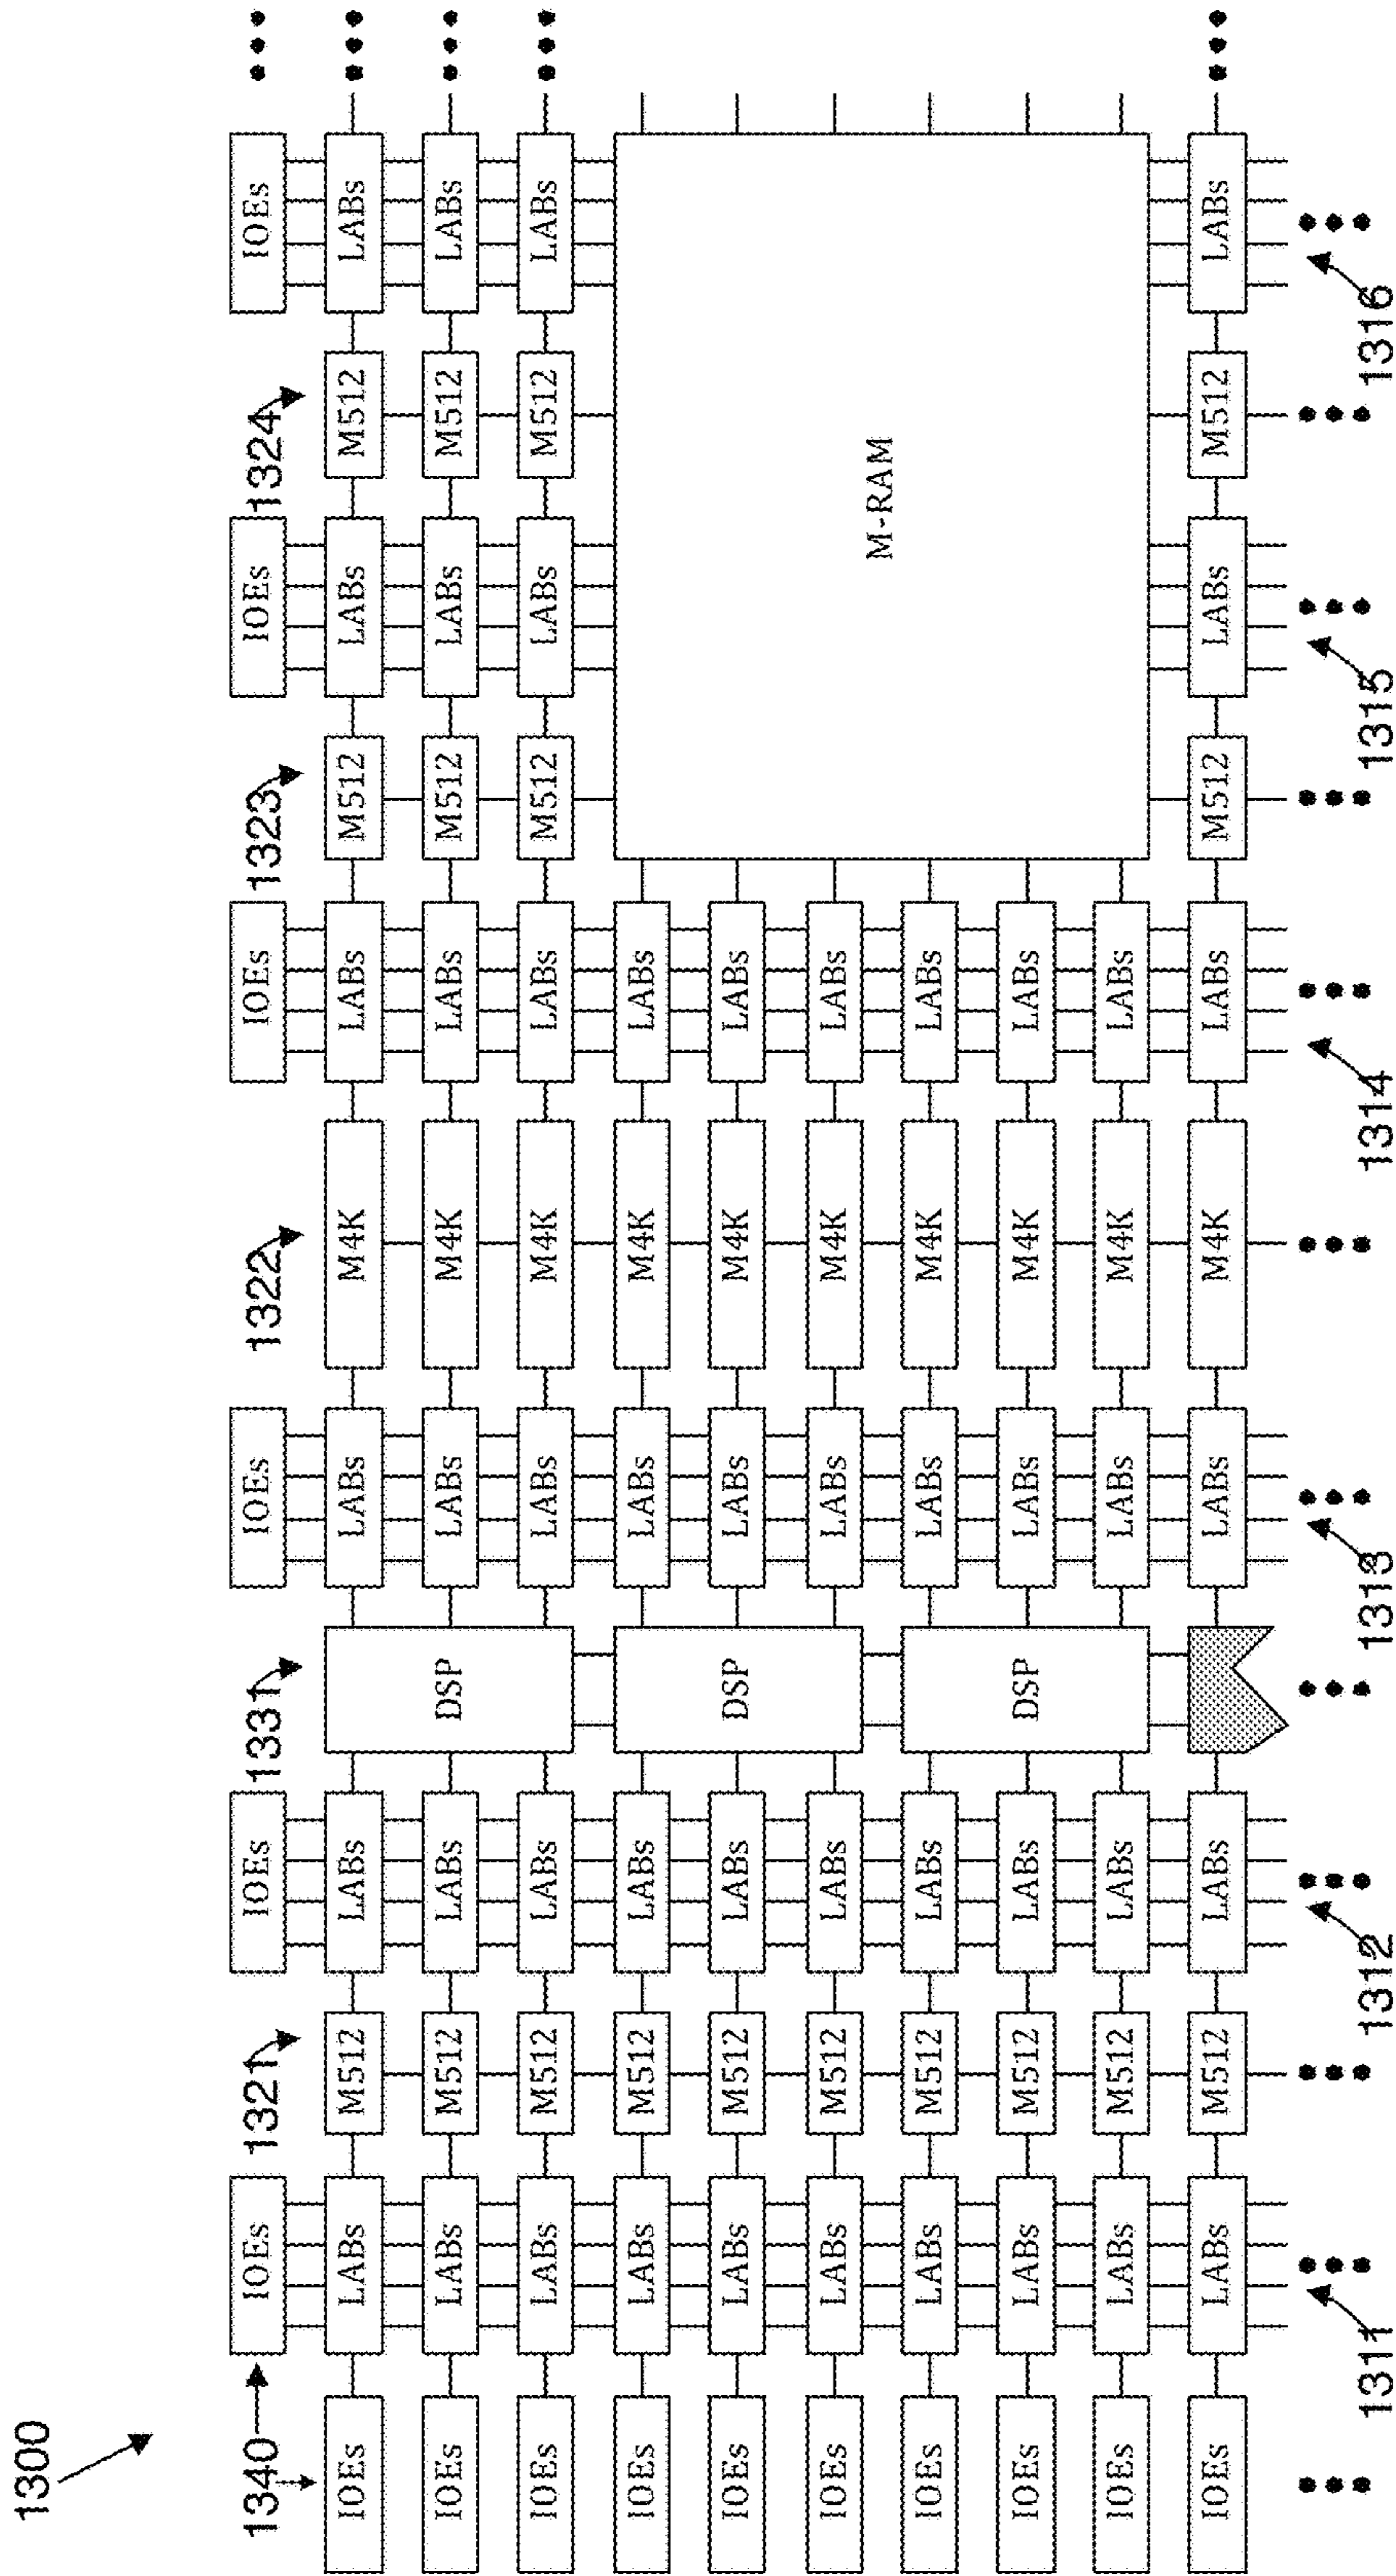 1300
1340 IOEs 1321 IOEs 1331 IOEs 1322 IOEs 1323 IOEs 1324 IOEs
IOEs LABs M512 LABs LABs M4K LABs M512 LABs M512 LABs
IOEs LABs M512 LABs DSP LABs M4K LABs M512 LABs M512 LABs
IOEs LABs M512 LABs LABs M4K LABs M512 LABs M512 LABs
IOEs LABs M512 LABs LABs M4K LABs
IOEs LABs M512 LABs DSP LABs M4K LABs
IOEs LABs M512 LABs LABs M4K LABs
M-RAM
IOEs LABs M512 LABs LABs M4K LABs
IOEs LABs M512 LABs DSP LABs M4K LABs
IOEs LABs M512 LABs LABs M4K LABs
IOEs LABs M512 LABs LABs M4K LABs M512 LABs M512 LABs
1311 1312 1313 1314 1315 1316